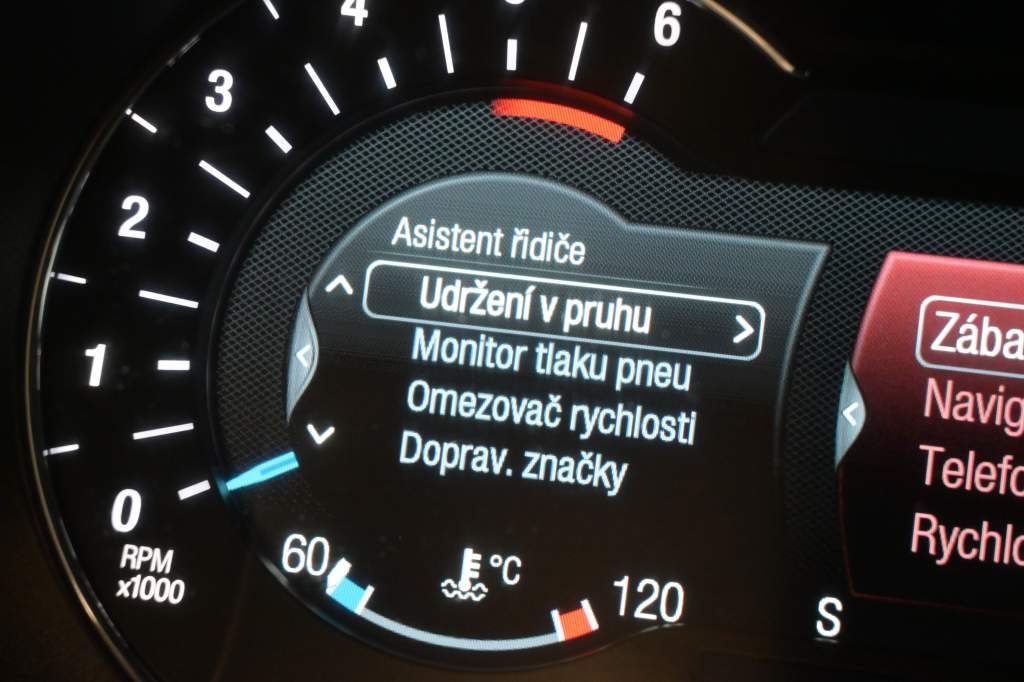 4
6
3
2
1
0
RPM
x1000
Asistent řidiče
Udržení v pruhu
Monitor tlaku pneu
Omezovač rychlosti
Doprav. značky
60
°C
120
S